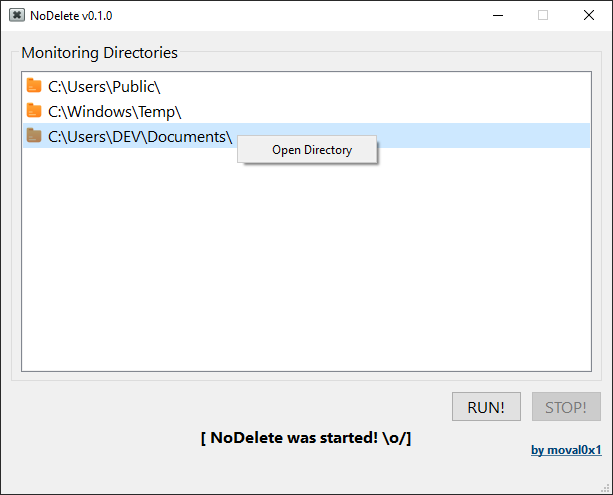 NoDelete v0.1.0
Monitoring Directories
C:\Users\Public\
C:\Windows\Temp\
C:\Users\DEV\Documents\
Open Directory
RUN!
STOP!
[ NoDelete was started! \o/]
by moval0x1